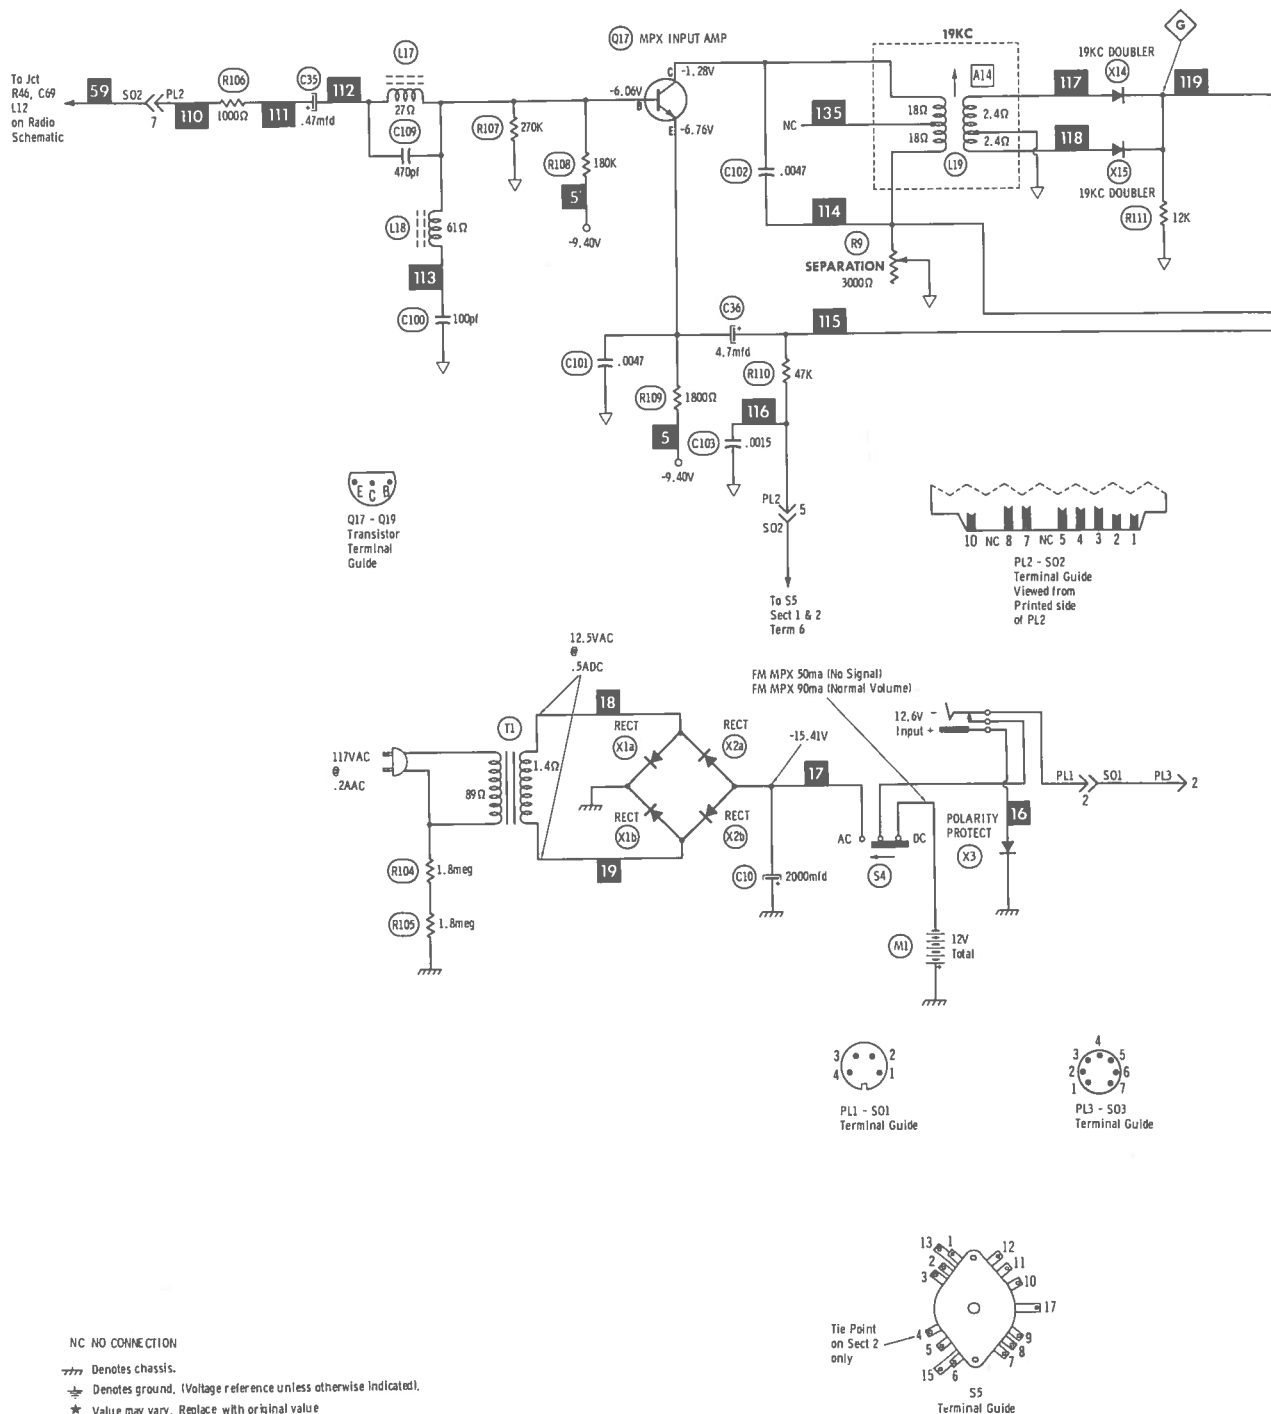 G
Q17 MPX INPUT AMP
19KC
L17
19KC DOUBLER
X14
A14
To Jct
R46, C69
L12
on Radio
Schematic
59
SO2
PL2
7
110
R106
1000Ω
111
C35
.47mfd
112
27Ω
C109
470pf
C
-1.28V
-6.06V
B
E
-6.76V
117
119
18Ω
18Ω
2.4Ω
2.4Ω
135
NC
118
L19
X15
19KC DOUBLER
R107
270K
R108
180K
5
-9.40V
C102
.0047
114
R111
12K
L18
61Ω
113
R9
SEPARATION
3000Ω
C100
100pf
C36
4.7mfd
115
C101
.0047
R110
47K
R109
1800Ω
116
5
C103
.0015
-9.40V
E C B
Q17 - Q19
Transistor
Terminal
Guide
PL2
5
SO2
To S5
Sect 1 & 2
Term 6
10 NC 8 7 NC 5 4 3 2 1
PL2 - SO2
Terminal Guide
Viewed from
Printed side
of PL2
12.5VAC
@
.5ADC
FM MPX 50ma (No Signal)
FM MPX 90ma (Normal Volume)
18
T1
RECT
X1a
RECT
X2a
-15.41V
12.6V -
Input +
117VAC
@
.2AAC
89Ω
1.4Ω
17
PL1
2
SO1
PL3
2
RECT
X1b
RECT
X2b
16
POLARITY
PROTECT
X3
AC
DC
S4
19
C10
2000mfd
R104
1.8meg
R105
1.8meg
M1
12V
Total
3
2
4
1
PL1 - SO1
Terminal Guide
4
3
5
2
6
1
7
PL3 - SO3
Terminal Guide
13
1
12
2
11
3
10
17
Tie Point
on Sect 2
only
4
5
15
6
9
8
7
S5
Terminal Guide
NC NO CONNECTION
Denotes chassis.
Denotes ground. (Voltage reference unless otherwise indicated).
★ Value may vary. Replace with original value